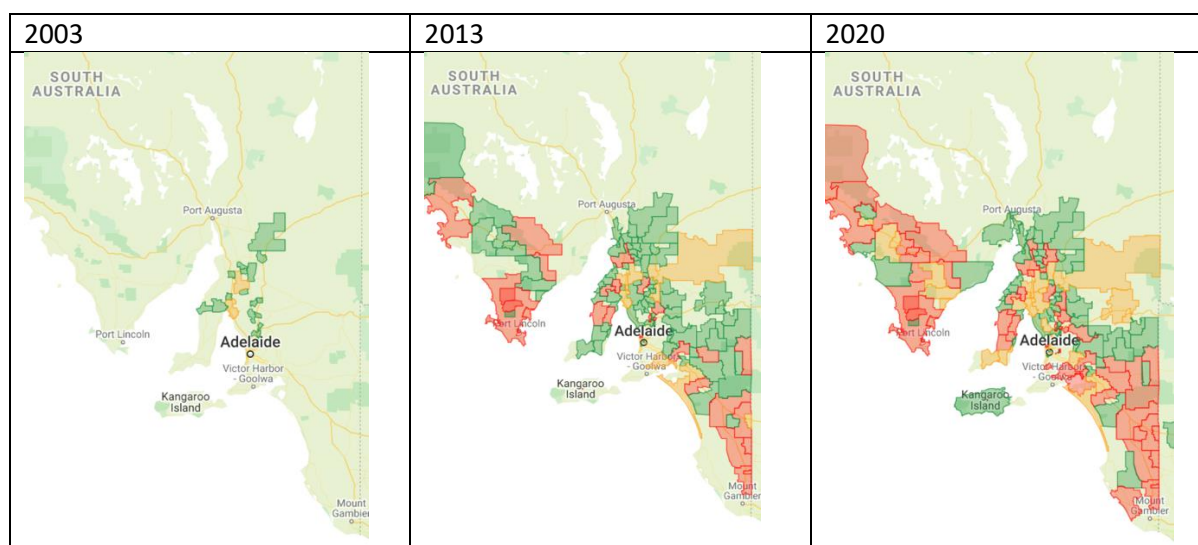 2003
2013
2020
SOUTH
AUSTRALIA
Port Augusta
Port Lincoln
Adelaide
Victor Harbor
- Goolwa
Kangaroo
Island
Mount
Gambier
SOUTH
AUSTRALIA
Port Augusta
Port Lincoln
Adelaide
Victor Harbor
- Goolwa
Kangaroo
Island
Mount
Gambier
SOUTH
AUSTRALIA
Port Augusta
Port Lincoln
Adelaide
Victor Harbor
- Goolwa
Kangaroo
Island
Mount
Gambier